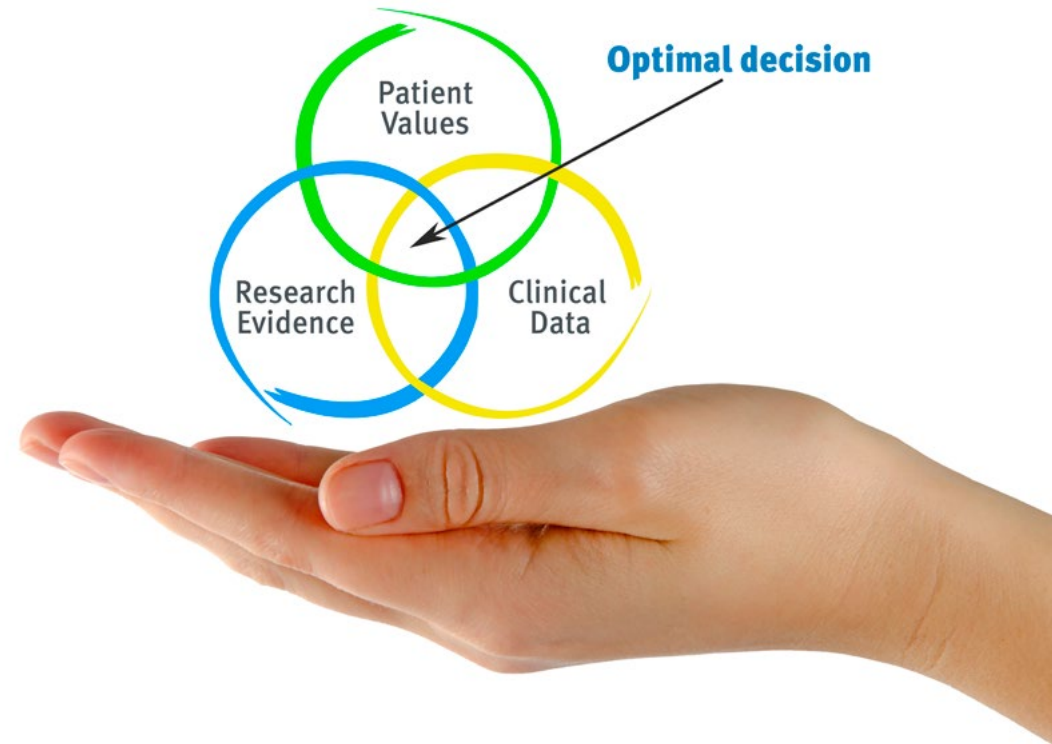 Optimal decision
Patient
Values
Research
Evidence
Clinical
Data